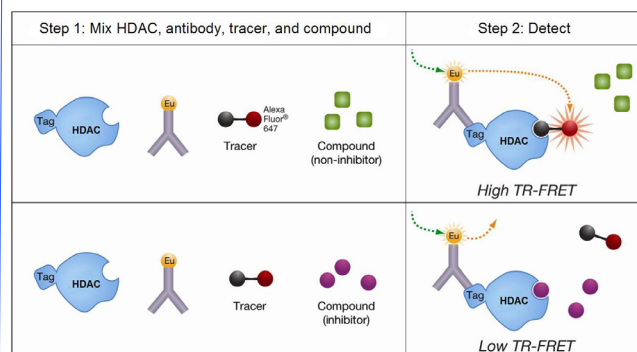 Step 1: Mix HDAC, antibody, tracer, and compound
Step 2: Detect
Tag
HDAC
Eu
Alexa
Fluor®
647
Tracer
Compound
(non-inhibitor)
Eu
Tag
HDAC
High TR-FRET
Tag
HDAC
Eu
Tracer
Compound
(inhibitor)
Eu
Tag
HDAC
Low TR-FRET